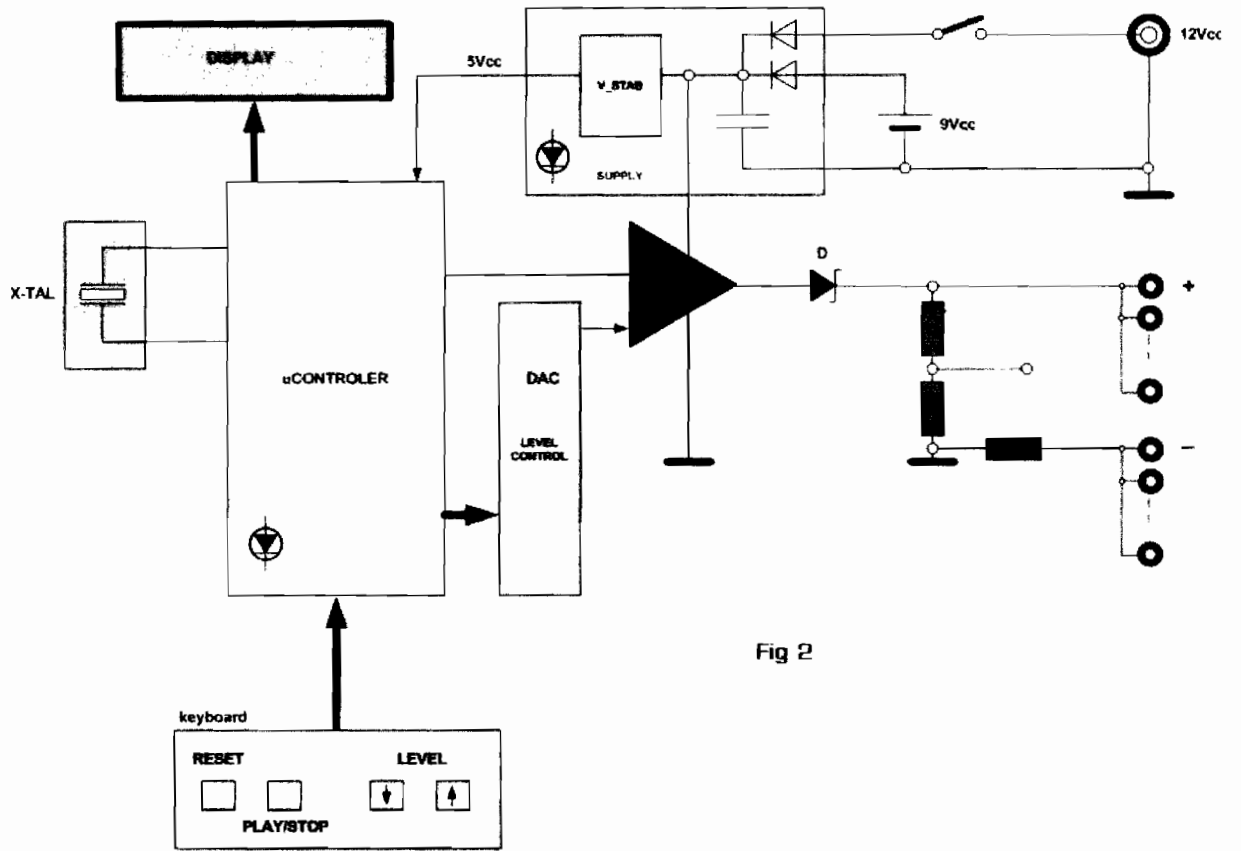 DISPLAY
5Vcc
V_STAB
SUPPLY
12Vcc
9Vcc
X-TAL
uCONTROLER
DAC
LEVEL
CONTROL
D
+
−
Fig 2
keyboard
RESET
LEVEL
PLAY/STOP